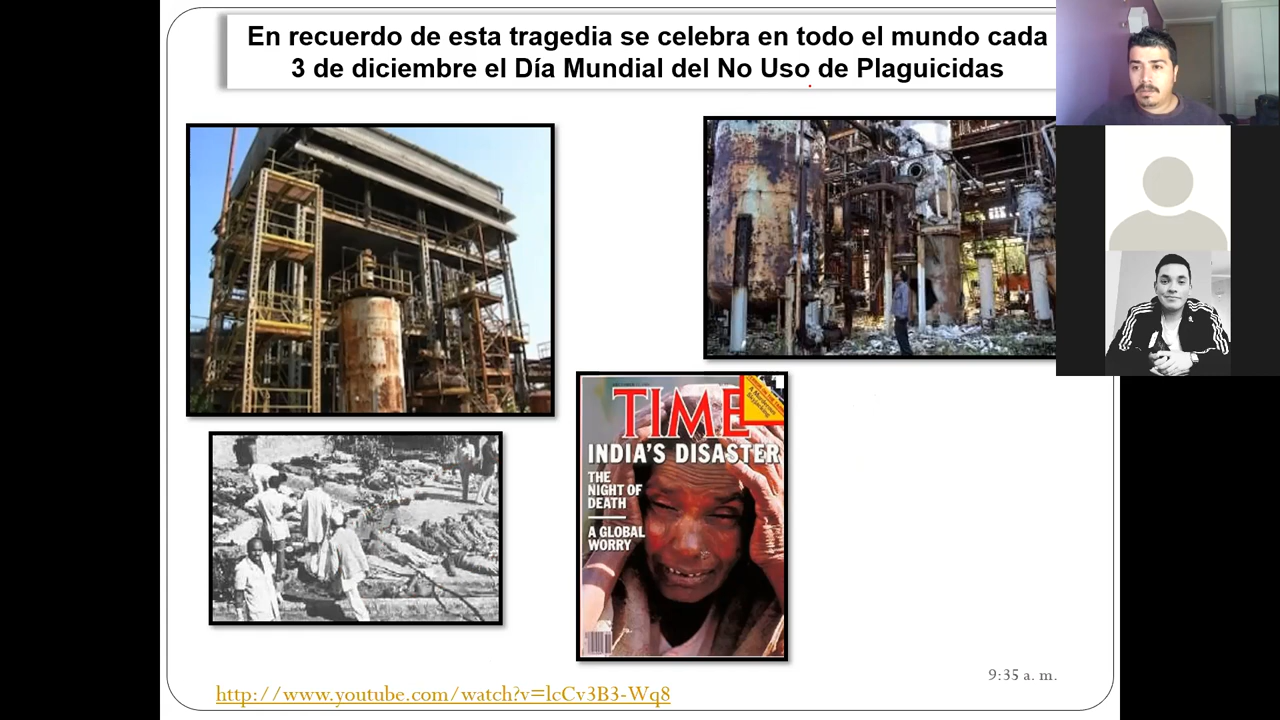 En recuerdo de esta tragedia se celebra en todo el mundo cada
3 de diciembre el Día Mundial del No Uso de Plaguicidas
TIME
INDIA'S DISASTER
THE
NIGHT OF
DEATH
A GLOBAL
WORRY
9:35 a. m.
http://www.youtube.com/watch?v=lcCv3B3-Wq8